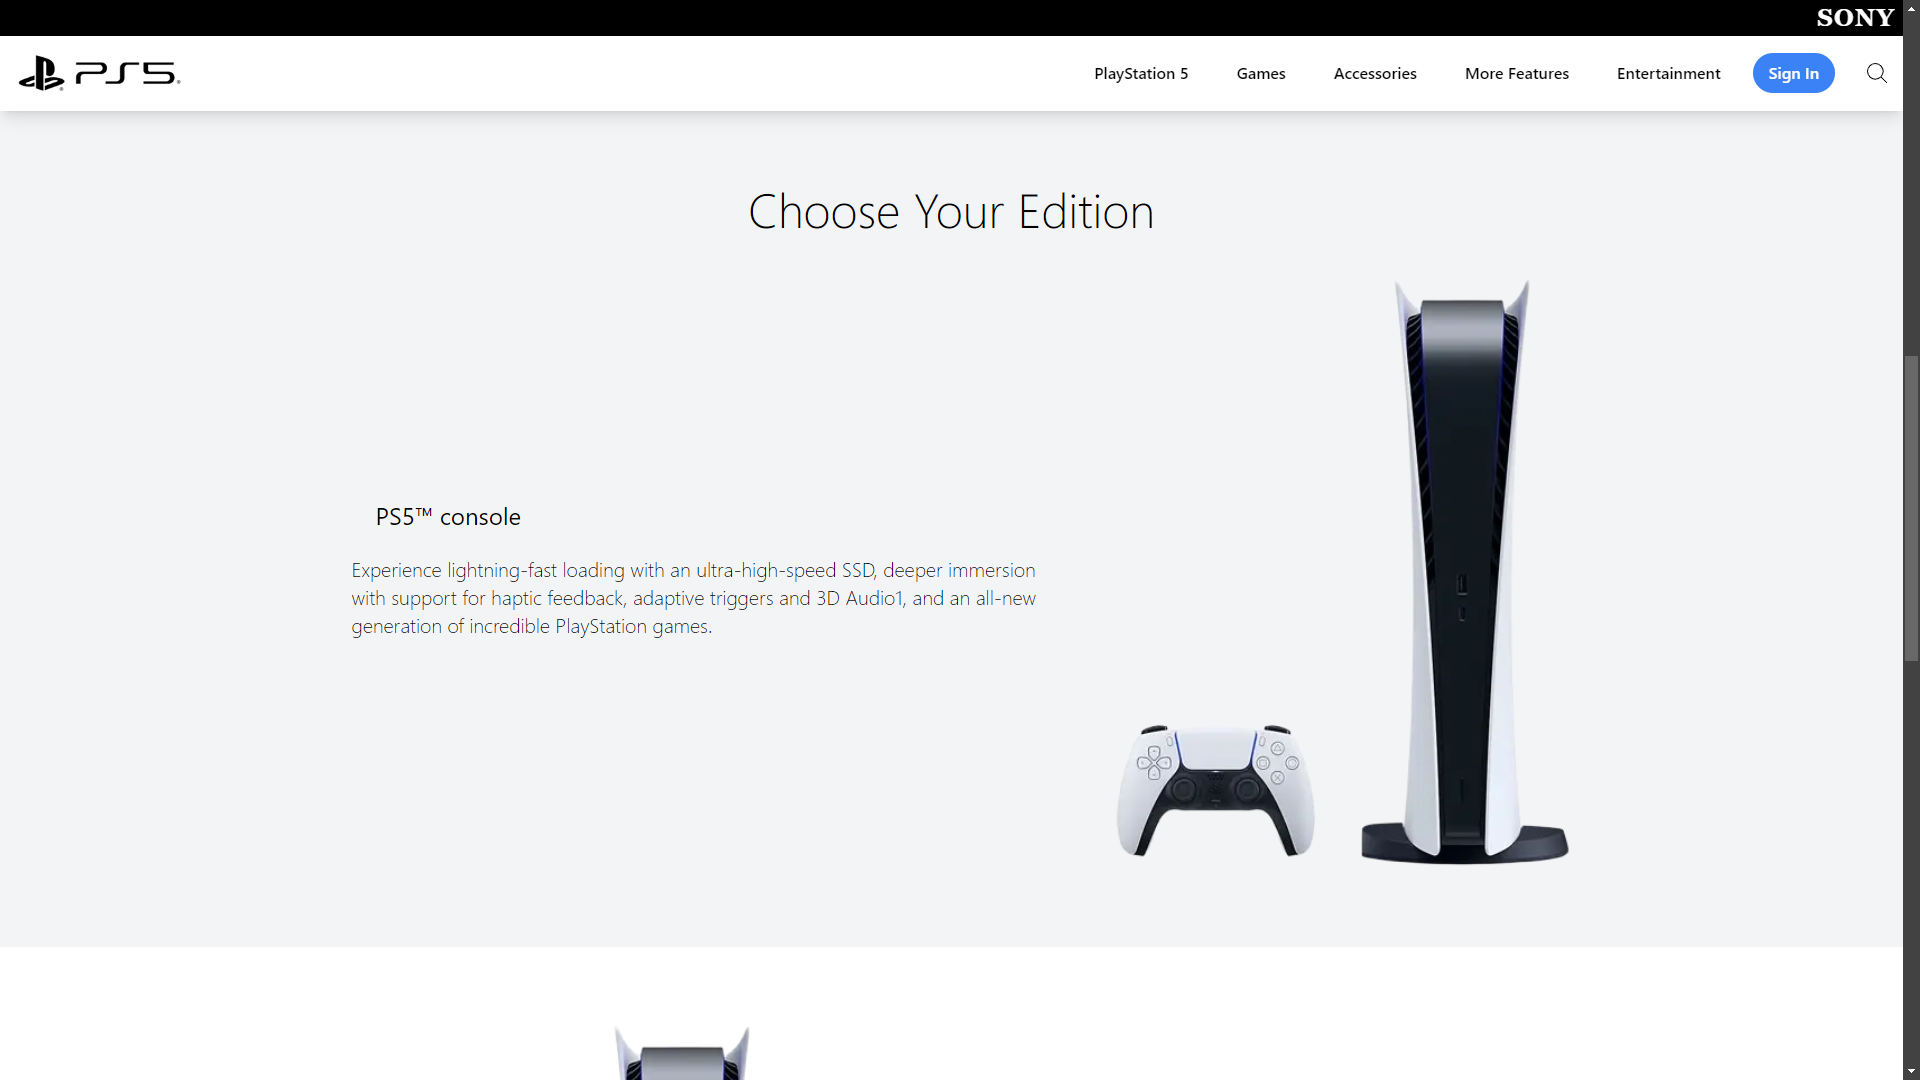 SONY
PS5
PlayStation 5
Games
Accessories
More Features
Entertainment
Sign In
Choose Your Edition
PS5™ console
Experience lightning-fast loading with an ultra-high-speed SSD, deeper immersion
with support for haptic feedback, adaptive triggers and 3D Audio1, and an all-new
generation of incredible PlayStation games.